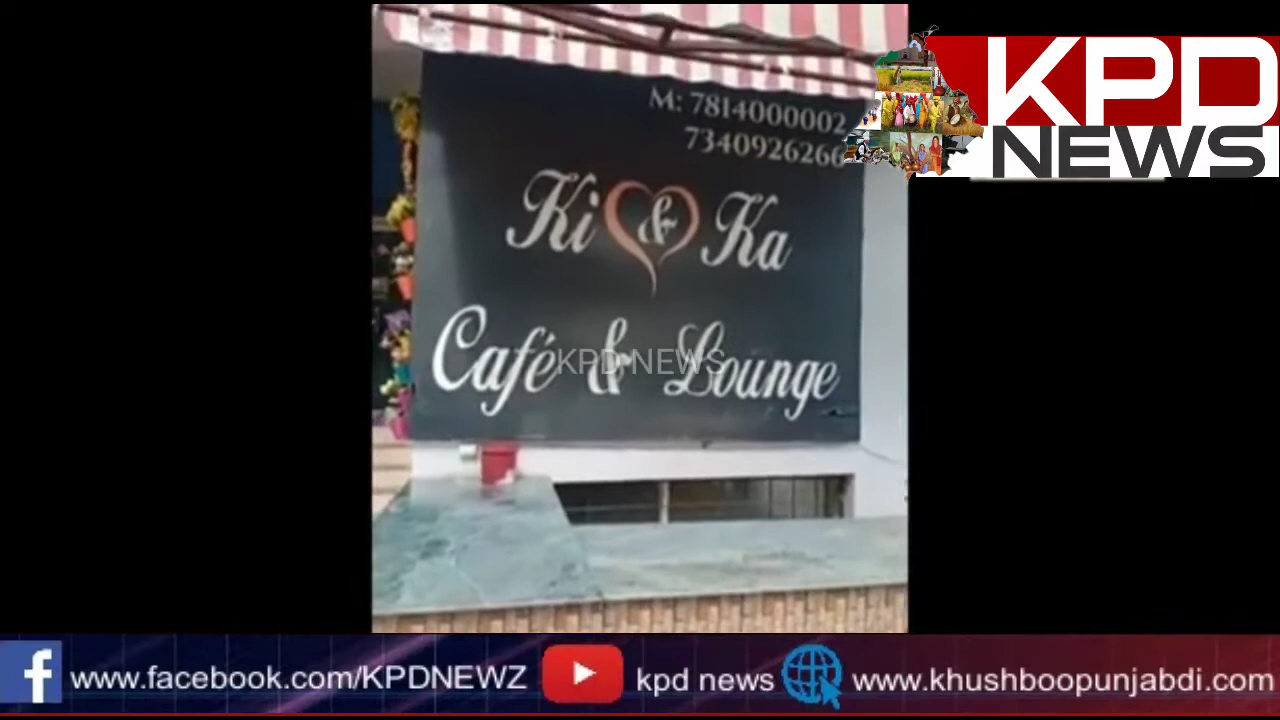 KPD
NEWS
M: 7814000002
7340926266
Ki & Ka
Café & Lounge
KPD NEWS
www.facebook.com/KPDNEWZ
kpd news
www.khushboopunjabdi.com